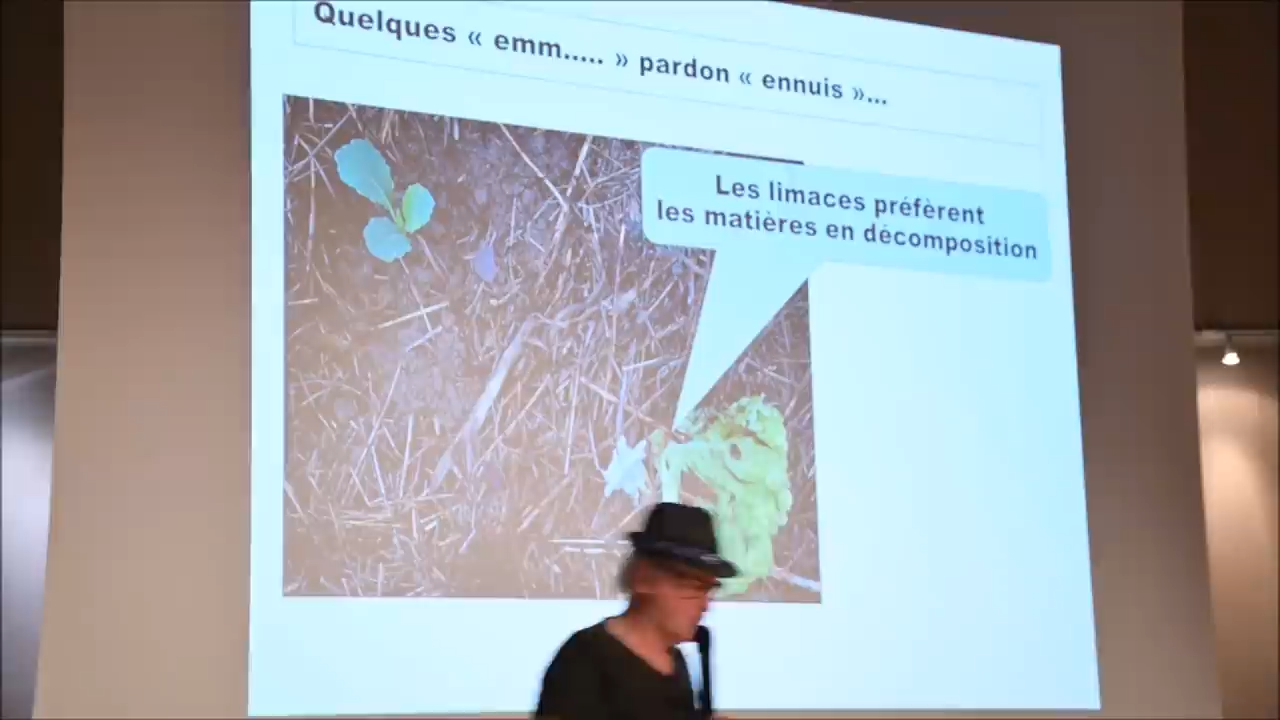 Quelques « emm..... » pardon « ennuis »...
Les limaces préfèrent
les matières en décomposition